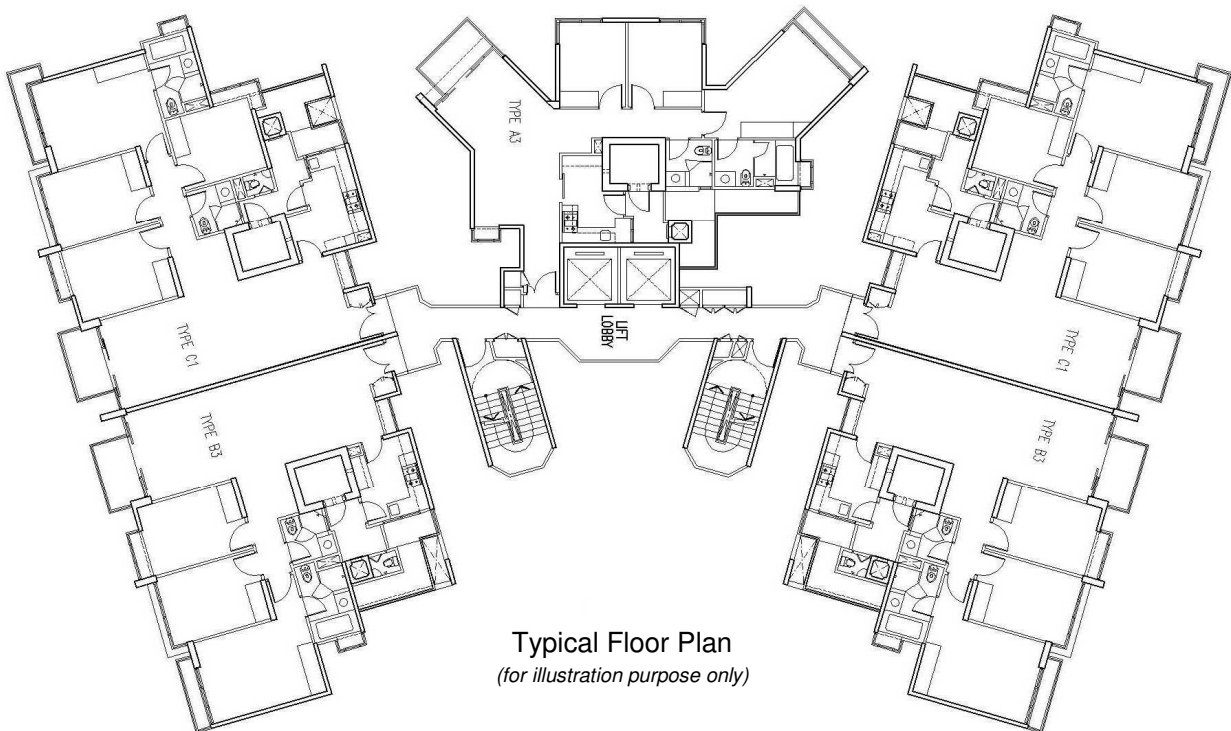 TYPE A3
TYPE C1
TYPE C1
LIFT
LOBBY
TYPE B3
TYPE B3
Typical Floor Plan
(for illustration purpose only)